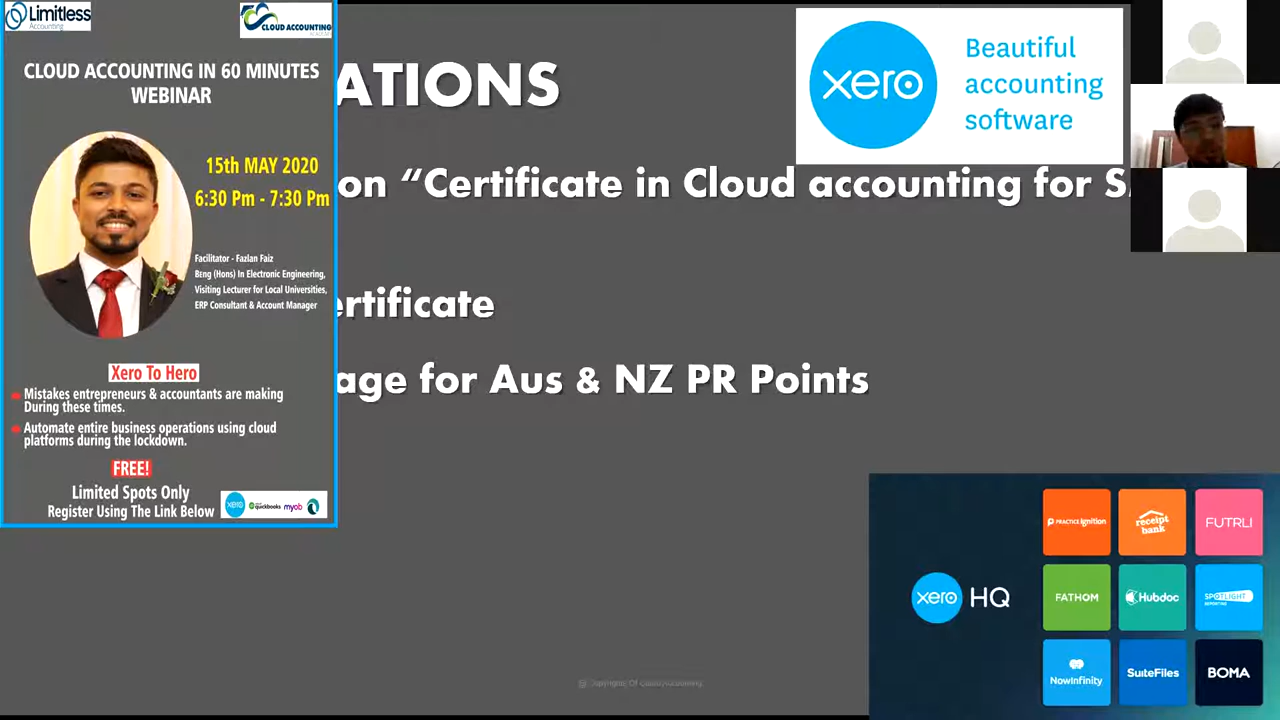 Limitless
Accounting
CLOUD ACCOUNTING
CLOUD ACCOUNTING IN 60 MINUTES
WEBINAR
15th MAY 2020
6:30 Pm - 7:30 Pm
Facilitator - Fazlan Faiz
Beng (Hons) In Electronic Engineering,
Visiting Lecturer for Local Universities,
ERP Consultant & Account Manager
Xero To Hero
Mistakes entrepreneurs & accountants are making
During these times.
Automate entire business operations using cloud
platforms during the lockdown.
FREE!
Limited Spots Only
Register Using The Link Below
xero
quickbooks
myob
ATIONS
on “Certificate in Cloud accounting for S
ertificate
age for Aus & NZ PR Points
xero
Beautiful
accounting
software
xero HQ
PRACTICE ignition
receipt
bank
FUTRLI
FATHOM
Hubdoc
SPOTLIGHT
REPORTING
NowInfinity
SuiteFiles
BOMA